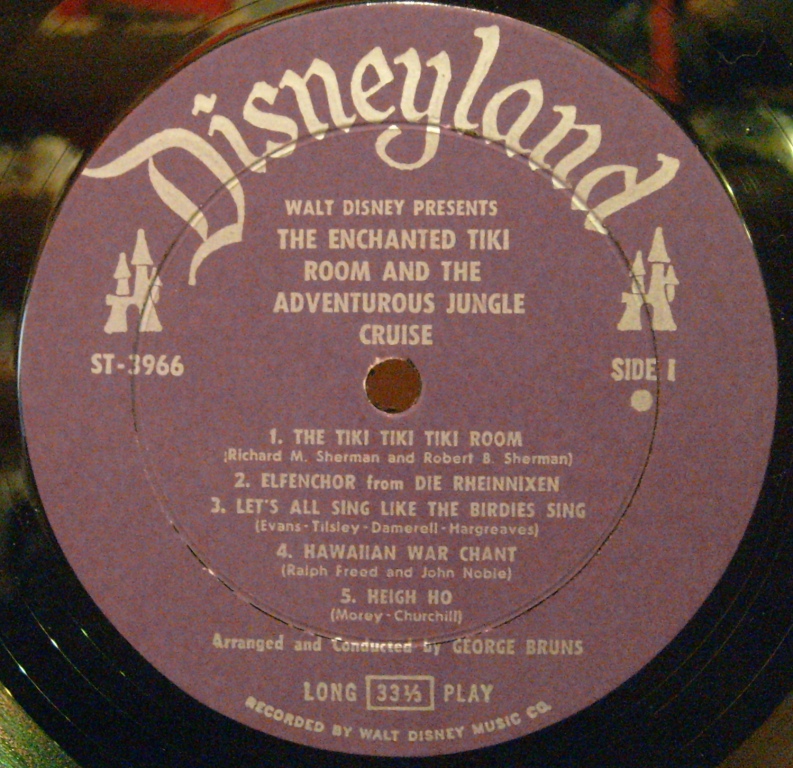 Disneyland
WALT DISNEY PRESENTS
THE ENCHANTED TIKI
ROOM AND THE
ADVENTUROUS JUNGLE
CRUISE
ST-3966
SIDE I
1. THE TIKI TIKI TIKI ROOM
(Richard M. Sherman and Robert B. Sherman)
2. ELFENCHOR from DIE RHEINNIXEN
3. LET'S ALL SING LIKE THE BIRDIES SING
(Evans-Tilsley-Damerell-Hargreaves)
4. HAWAIIAN WAR CHANT
(Ralph Freed and John Noble)
5. HEIGH HO
(Morey-Churchill)
Arranged and Conducted by GEORGE BRUNS
LONG 33⅓ PLAY
RECORDED BY WALT DISNEY MUSIC CO.